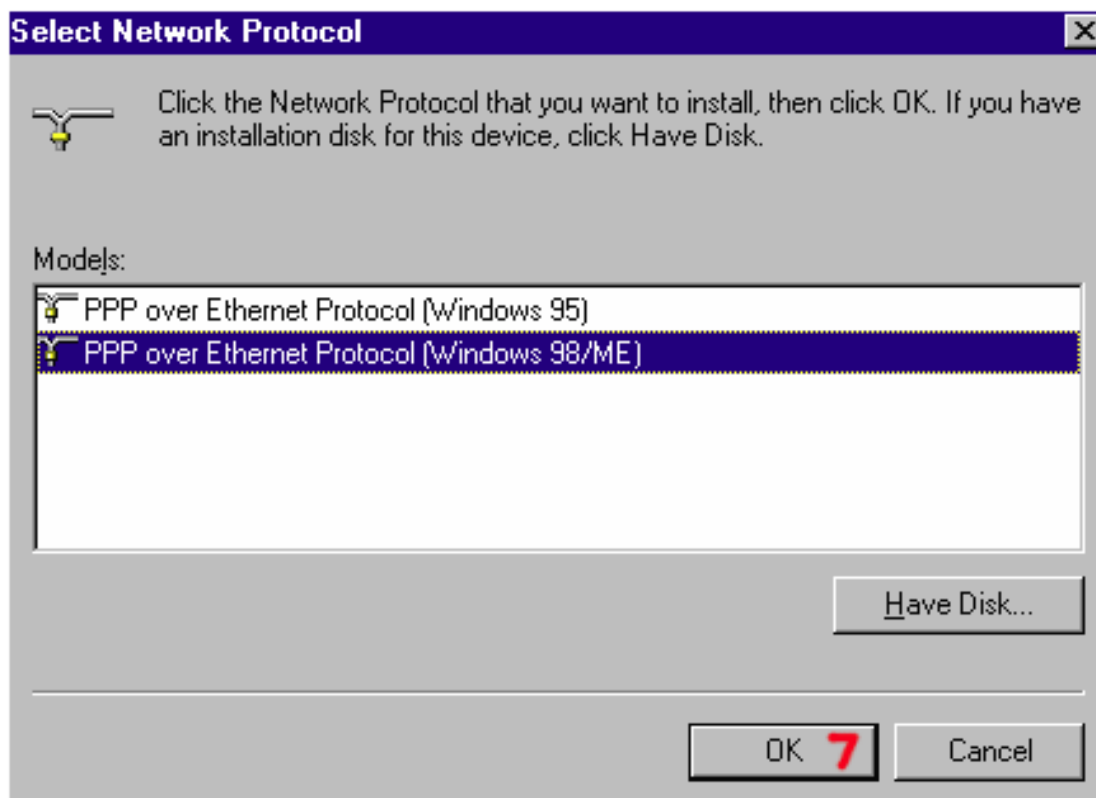 Select Network Protocol
Click the Network Protocol that you want to install, then click OK. If you have
an installation disk for this device, click Have Disk.
Models:
PPP over Ethernet Protocol (Windows 95)
PPP over Ethernet Protocol (Windows 98/ME)
Have Disk...
OK 7 Cancel